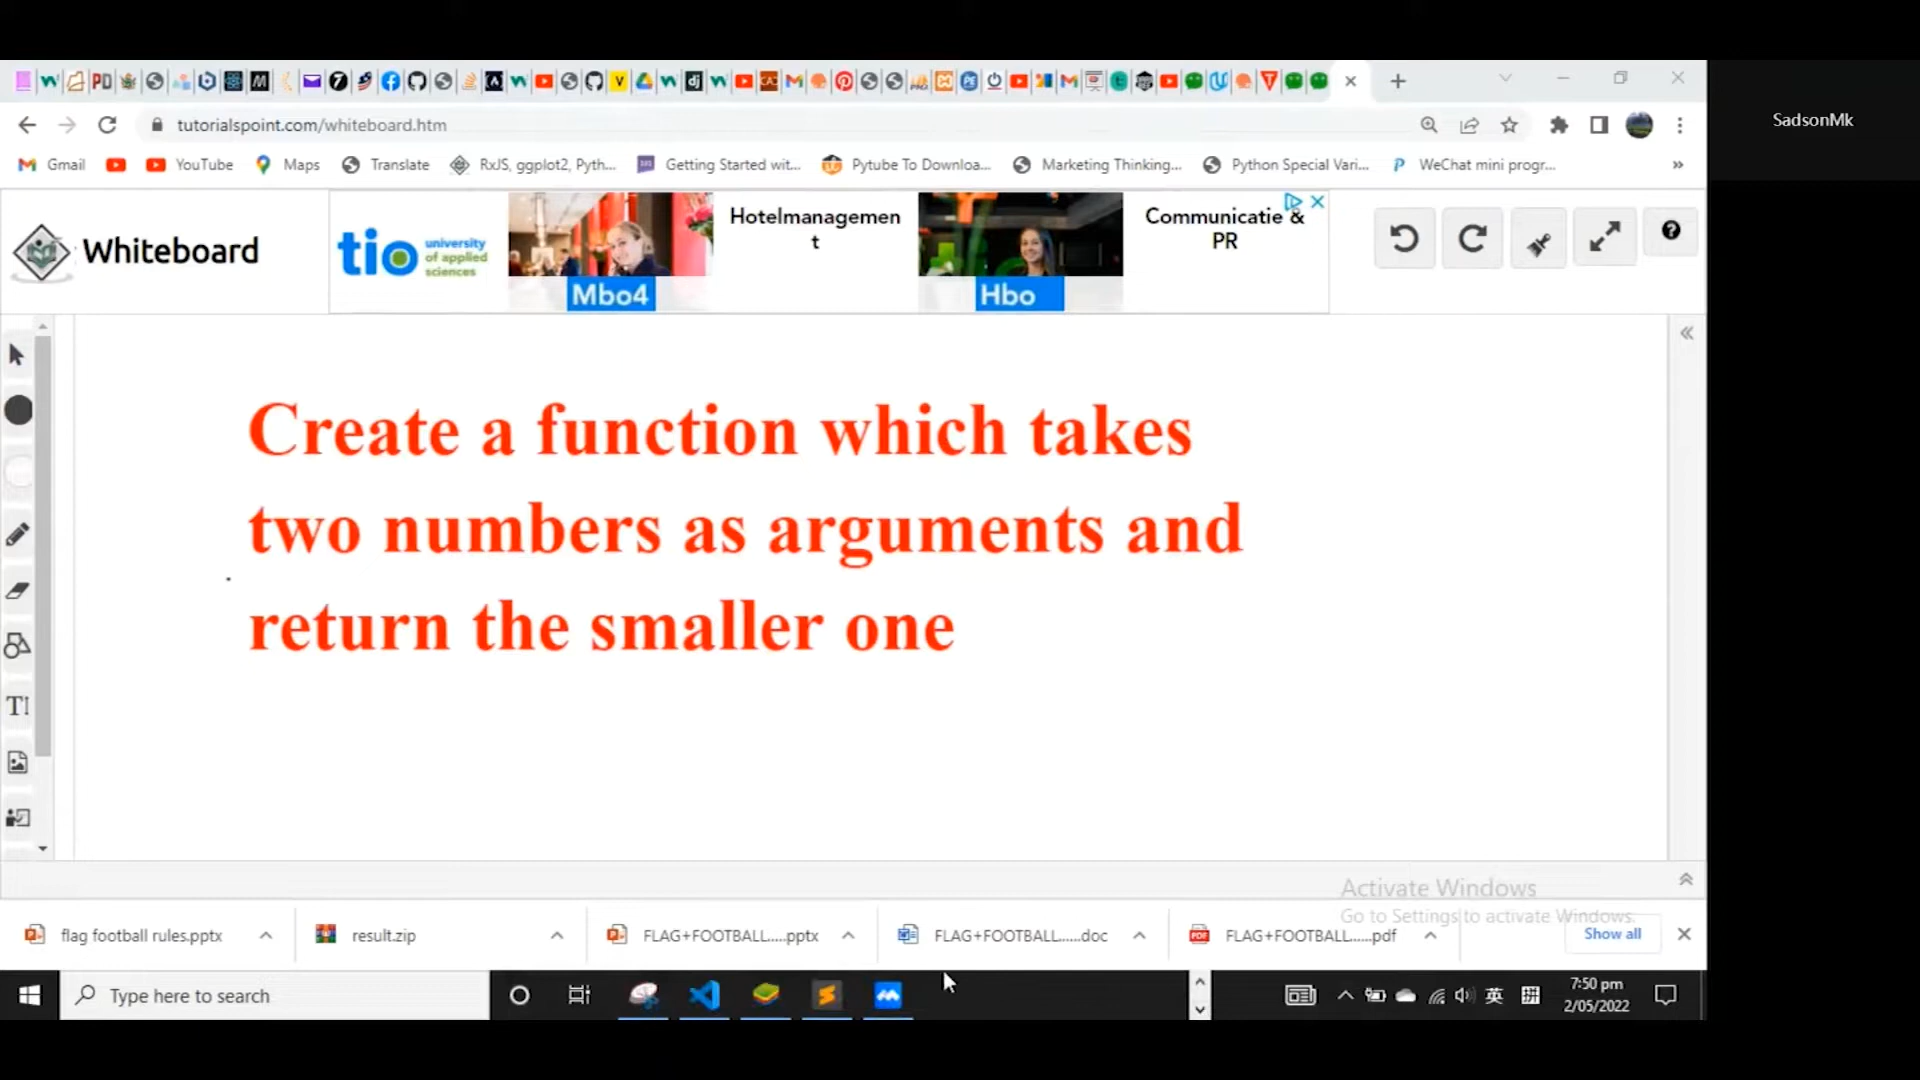 SadsonMk
tutorialspoint.com/whiteboard.htm
Gmail YouTube Maps Translate RxJS, ggplot2, Pyth... Getting Started wit... Pytube To Downloa... Marketing Thinking... Python Special Vari... WeChat mini progr... »
Whiteboard
tio university
of applied
sciences
Mbo4
Hotelmanagemen
t
Hbo
Communicatie &
PR
Create a function which takes
two numbers as arguments and
return the smaller one
Activate Windows
Go to Settings to activate Windows.
flag football rules.pptx result.zip FLAG+FOOTBALL.....pptx FLAG+FOOTBALL.....doc FLAG+FOOTBALL.....pdf Show all
Type here to search
英
7:50 pm
2/05/2022